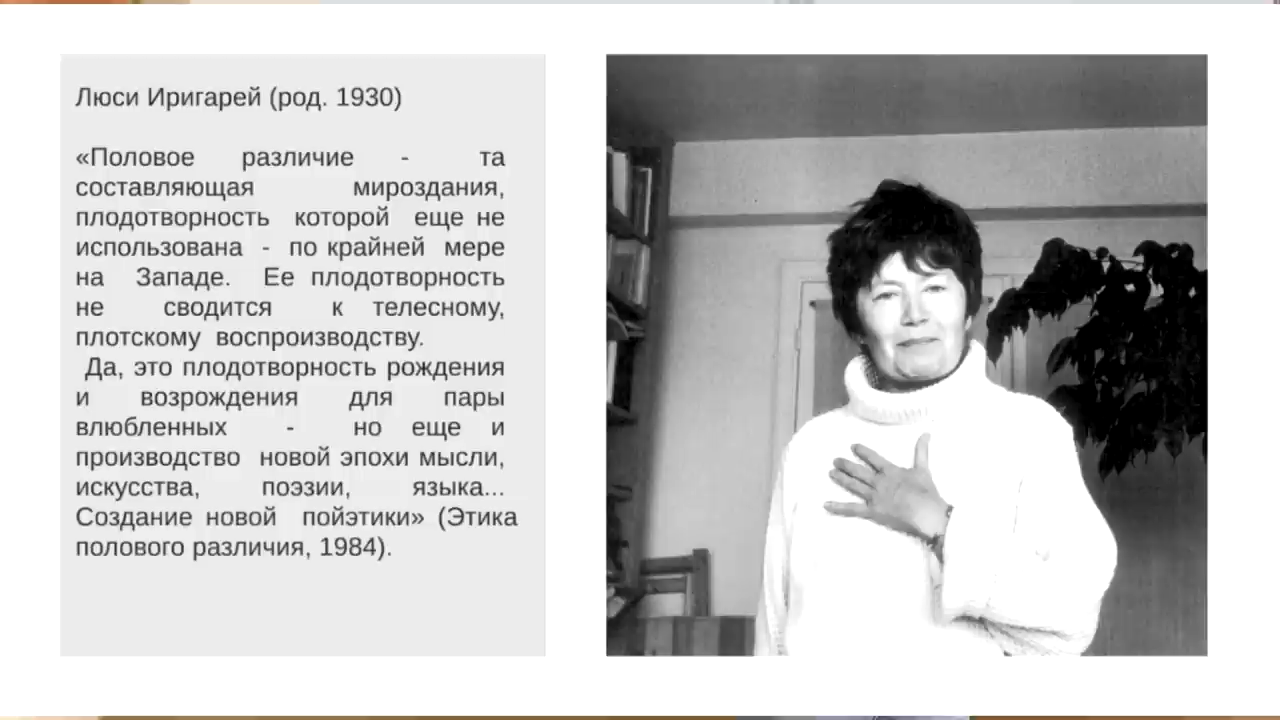 Люси Иригарей (род. 1930)
«Половое различие - та
составляющая мироздания,
плодотворность которой еще не
использована - по крайней мере
на Западе. Ее плодотворность
не сводится к телесному,
плотскому воспроизводству.
Да, это плодотворность рождения
и возрождения для пары
влюбленных - но еще и
производство новой эпохи мысли,
искусства, поэзии, языка...
Создание новой пойэтики» (Этика
полового различия, 1984).